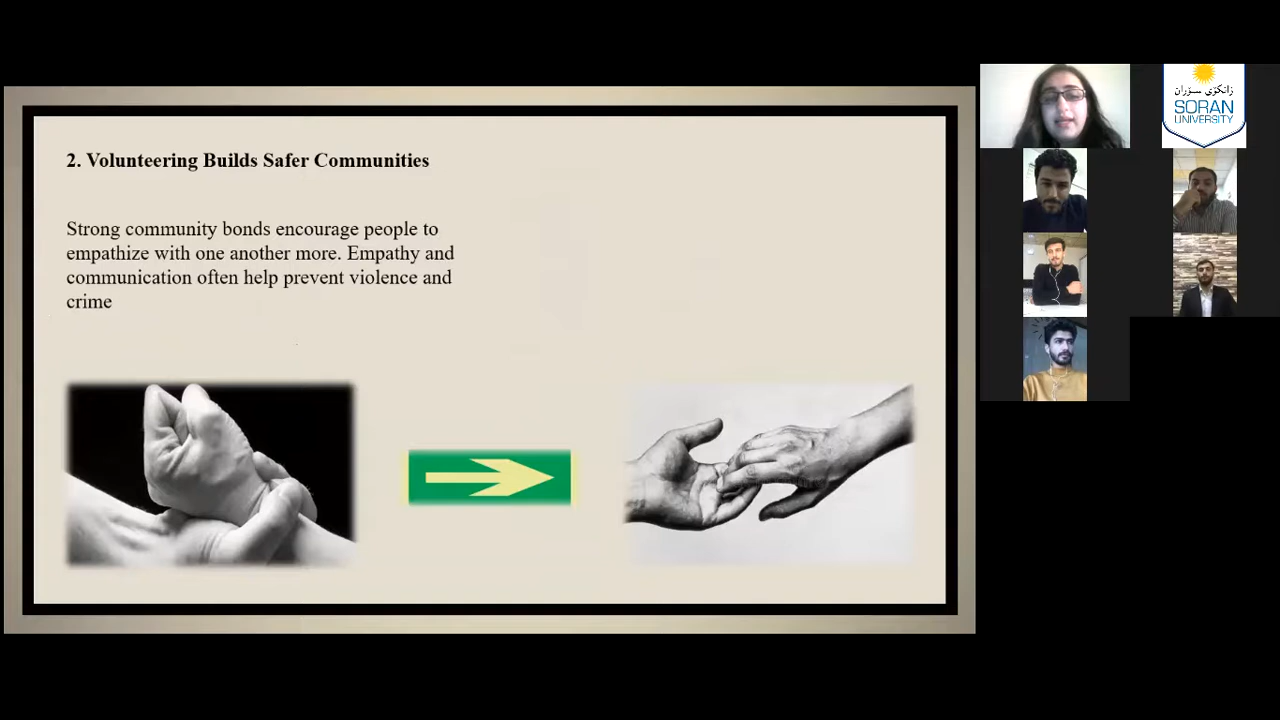 2. Volunteering Builds Safer Communities
Strong community bonds encourage people to
empathize with one another more. Empathy and
communication often help prevent violence and
crime
زانکۆی سۆران
SORAN
UNIVERSITY